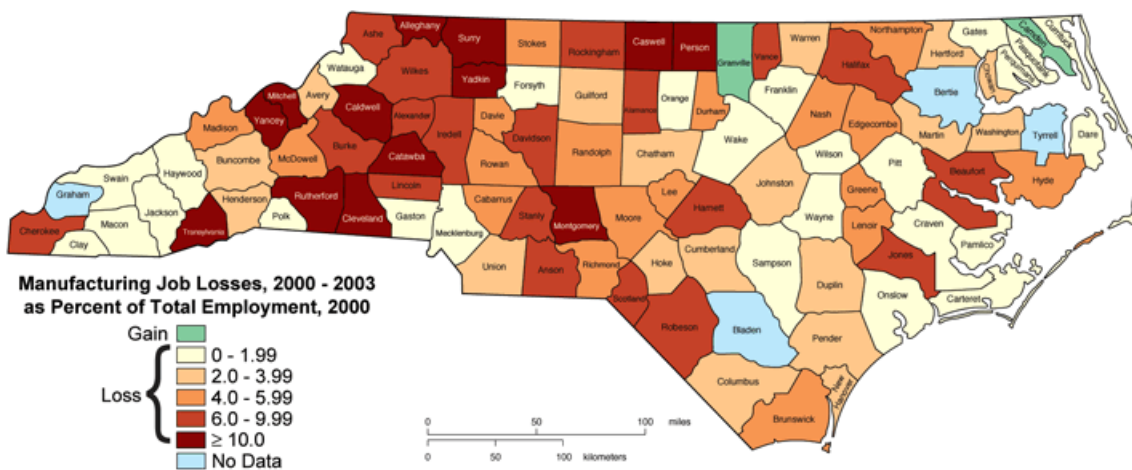 Ashe
Alleghany
Surry
Stokes
Rockingham
Caswell
Person
Granville
Vance
Warren
Northampton
Gates
Camden
Currituck
Pasquotank
Perquimans
Hertford
Chowan
Halifax
Watauga
Wilkes
Yadkin
Forsyth
Guilford
Alamance
Orange
Durham
Franklin
Bertie
Mitchell
Avery
Caldwell
Alexander
Iredell
Davie
Davidson
Nash
Edgecombe
Martin
Washington
Tyrrell
Dare
Madison
Yancey
Burke
Catawba
Rowan
Randolph
Chatham
Wake
Wilson
Pitt
Beaufort
Hyde
Buncombe
McDowell
Lincoln
Johnston
Greene
Swain
Haywood
Rutherford
Cleveland
Gaston
Cabarrus
Stanly
Montgomery
Moore
Lee
Harnett
Wayne
Lenoir
Craven
Pamlico
Graham
Cherokee
Clay
Macon
Jackson
Transylvania
Henderson
Polk
Mecklenburg
Union
Anson
Richmond
Hoke
Cumberland
Sampson
Duplin
Jones
Onslow
Carteret
Scotland
Robeson
Bladen
Pender
Columbus
New
Hanover
Brunswick
Manufacturing Job Losses, 2000 - 2003
as Percent of Total Employment, 2000
Gain
Loss
0 - 1.99
2.0 - 3.99
4.0 - 5.99
6.0 - 9.99
≥ 10.0
No Data
0 50 100 miles
0 50 100 kilometers